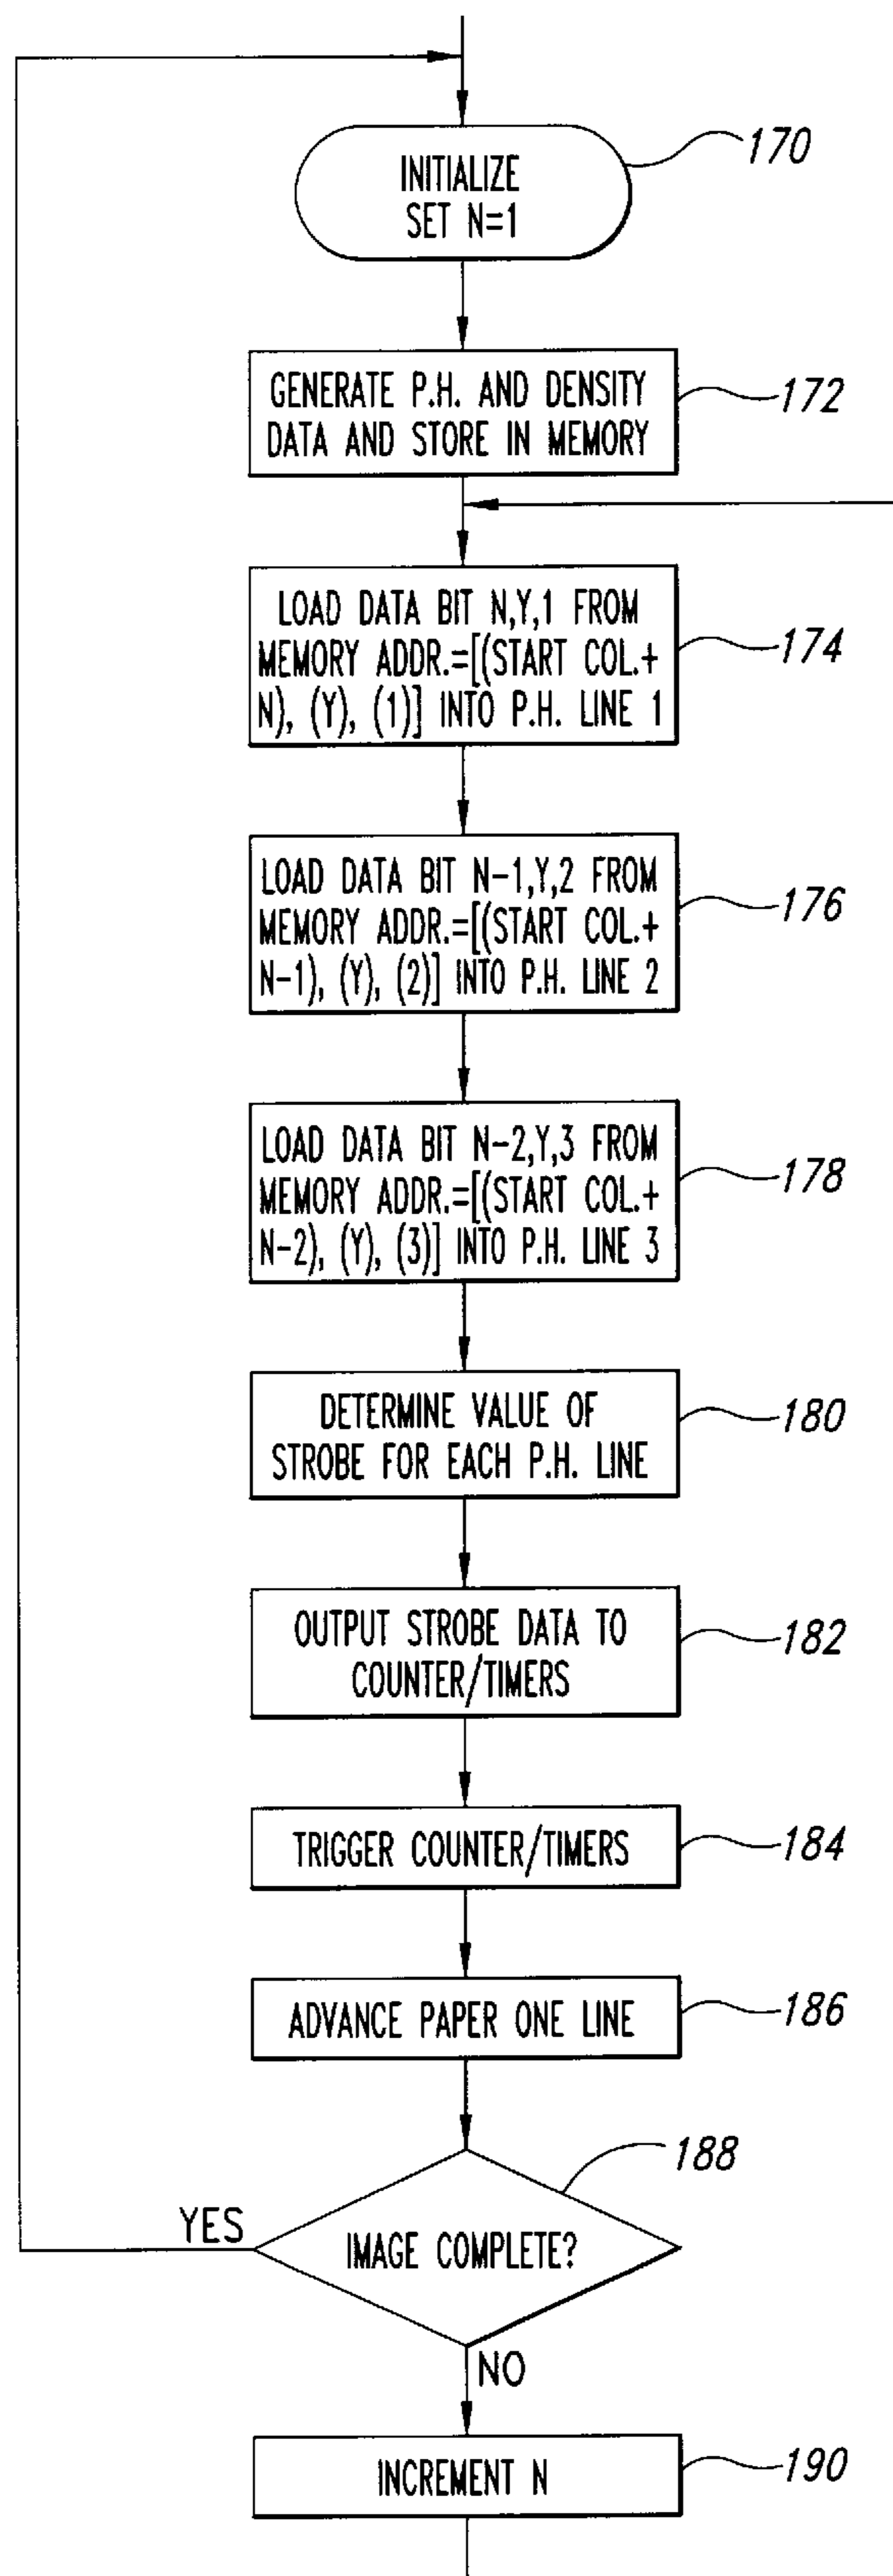 INITIALIZE
SET N=1
170
GENERATE P.H. AND DENSITY
DATA AND STORE IN MEMORY
172
LOAD DATA BIT N,Y,1 FROM
MEMORY ADDR.=[(START COL.+
N), (Y), (1)] INTO P.H. LINE 1
174
LOAD DATA BIT N-1,Y,2 FROM
MEMORY ADDR.=[(START COL.+
N-1), (Y), (2)] INTO P.H. LINE 2
176
LOAD DATA BIT N-2,Y,3 FROM
MEMORY ADDR.=[(START COL.+
N-2), (Y), (3)] INTO P.H. LINE 3
178
DETERMINE VALUE OF
STROBE FOR EACH P.H. LINE
180
OUTPUT STROBE DATA TO
COUNTER/TIMERS
182
TRIGGER COUNTER/TIMERS
184
ADVANCE PAPER ONE LINE
186
188
YES
IMAGE COMPLETE?
NO
INCREMENT N
190